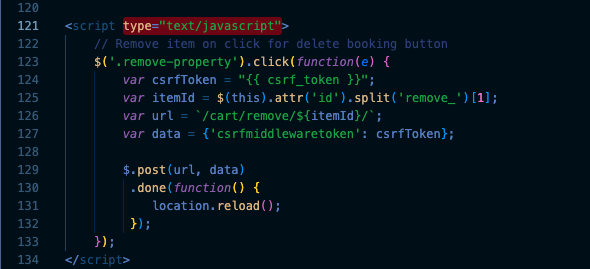 120
121 <script type="text/javascript">
122     // Remove item on click for delete booking button
123     $('.remove-property').click(function(e) {
124         var csrfToken = "{{ csrf_token }}";
125         var itemId = $(this).attr('id').split('remove_')[1];
126         var url = `/cart/remove/${itemId}/`;
127         var data = {'csrfmiddlewaretoken': csrfToken};
128
129         $.post(url, data)
130          .done(function() {
131             location.reload();
132          });
133     });
134 </script>